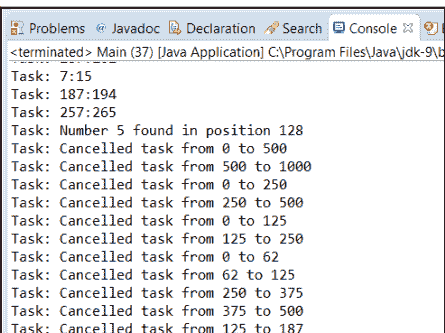 Problems @ Javadoc Declaration Search Console
<terminated> Main (37) [Java Application] C:\Program Files\Java\jdk-9\b
Task: 7:15
Task: 187:194
Task: 257:265
Task: Number 5 found in position 128
Task: Cancelled task from 0 to 500
Task: Cancelled task from 500 to 1000
Task: Cancelled task from 0 to 250
Task: Cancelled task from 250 to 500
Task: Cancelled task from 0 to 125
Task: Cancelled task from 125 to 250
Task: Cancelled task from 0 to 62
Task: Cancelled task from 62 to 125
Task: Cancelled task from 250 to 375
Task: Cancelled task from 375 to 500
Task: Cancelled task from 125 to 187